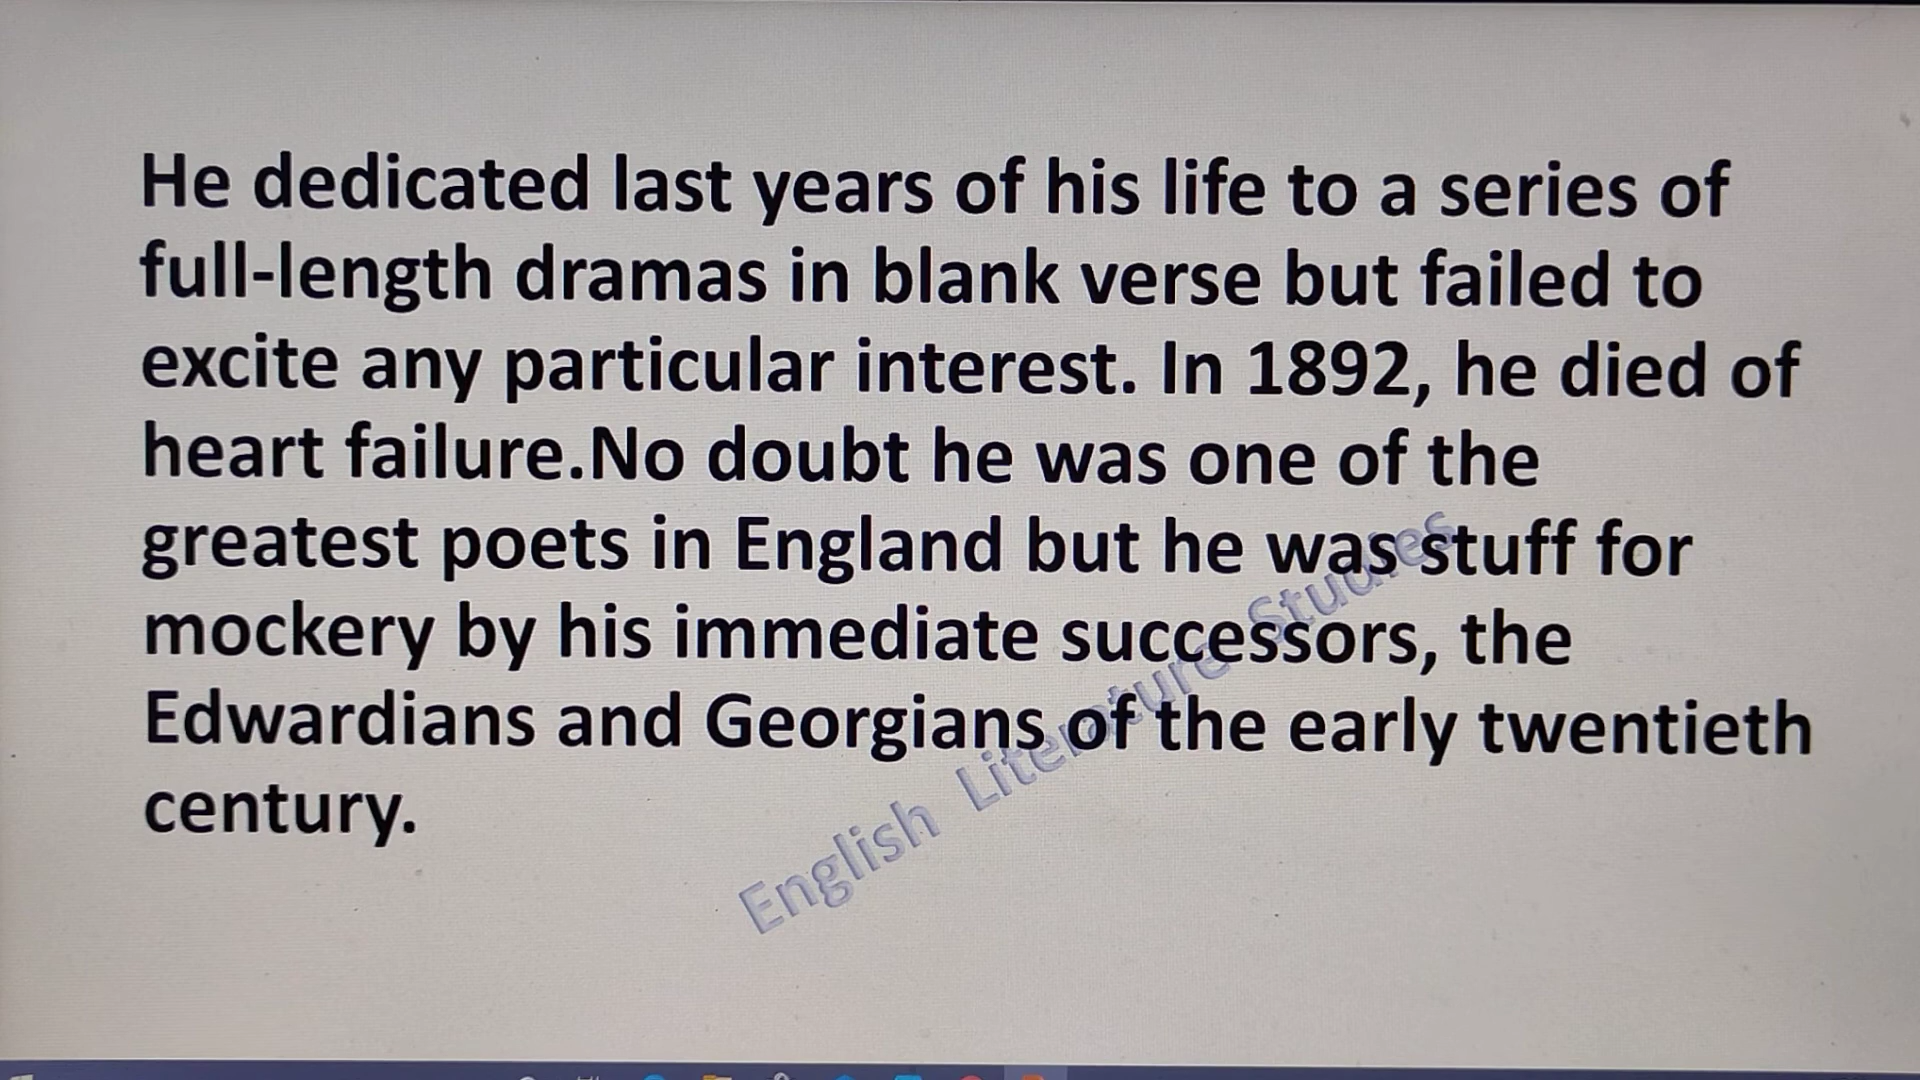 He dedicated last years of his life to a series of
full-length dramas in blank verse but failed to
excite any particular interest. In 1892, he died of
heart failure.No doubt he was one of the
greatest poets in England but he was stuff for
mockery by his immediate successors, the
Edwardians and Georgians of the early twentieth
century.
English Literature Studies